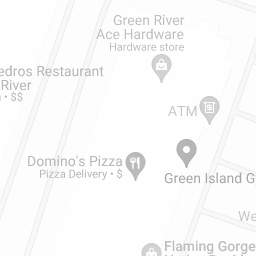 Green River
Ace Hardware
Hardware store
edros Restaurant
River
• $$
ATM
Domino's Pizza
Pizza Delivery • $
Green Island G
We
Flaming Gorge